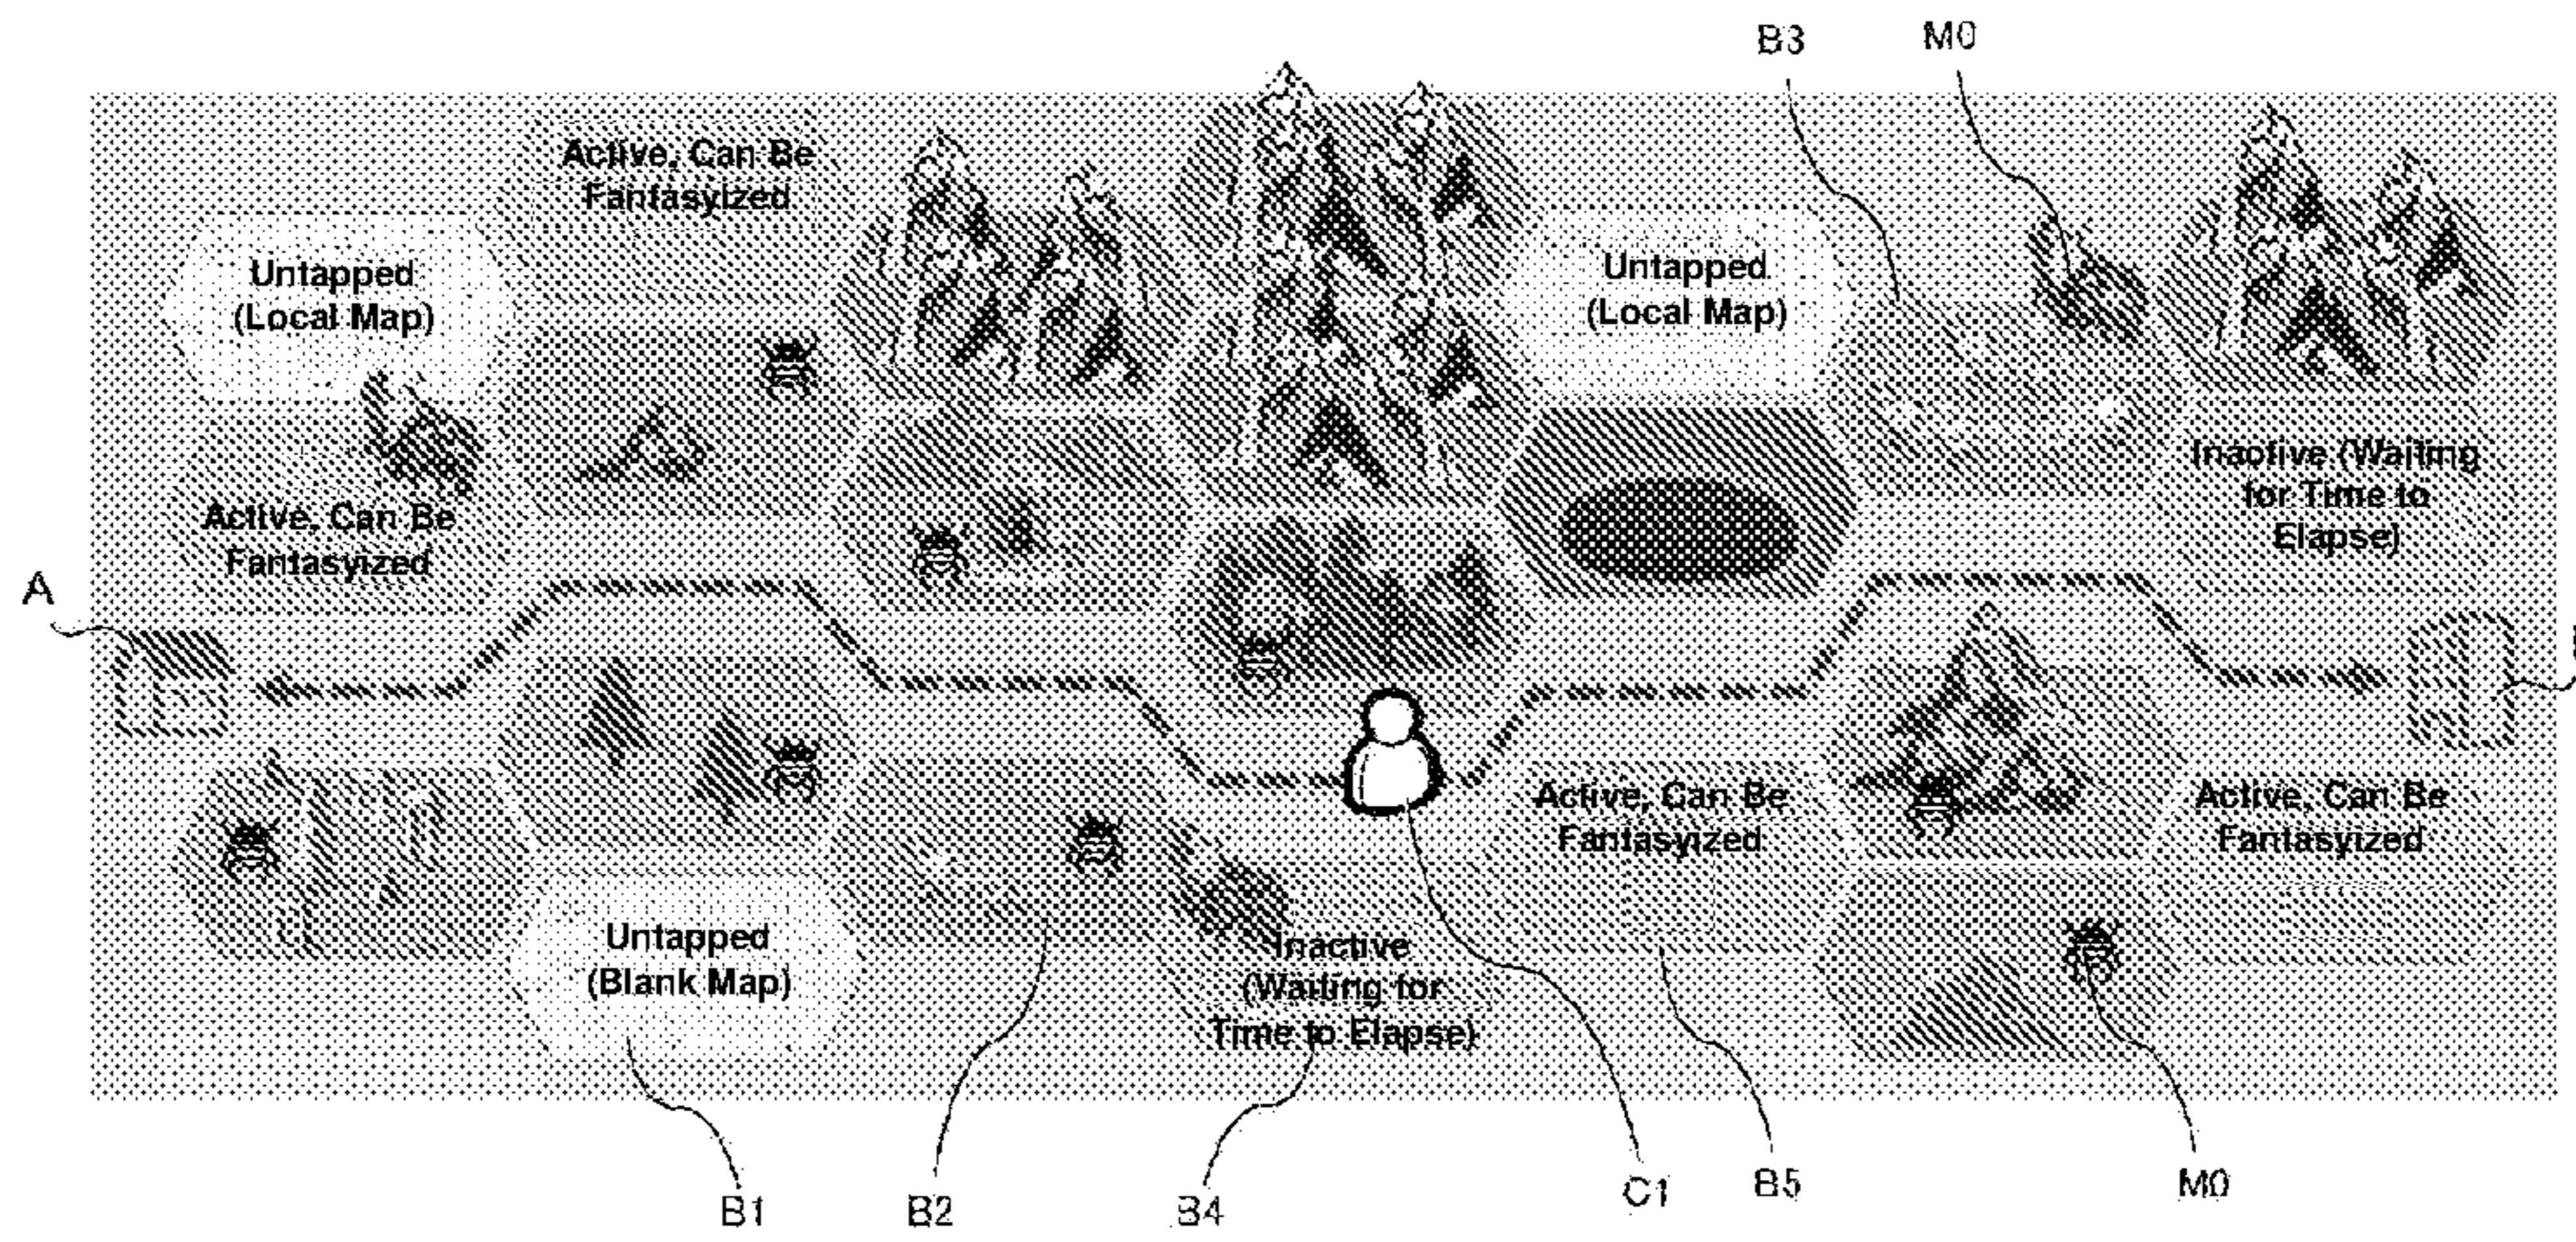 B3
M0
Active, Can Be
Fantasyized
Untapped
(Local Map)
Untapped
(Local Map)
Inactive (Waiting
for Time to
Elapse)
Active, Can Be
Fantasyized
A
Active, Can Be
Fantasyized
Active, Can Be
Fantasyized
Untapped
(Blank Map)
Inactive
(Waiting for
Time to Elapse)
B1
B2
B4
C1
B5
M0